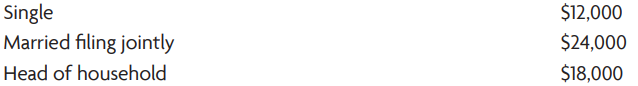 Single $12,000
Married filing jointly $24,000
Head of household $18,000